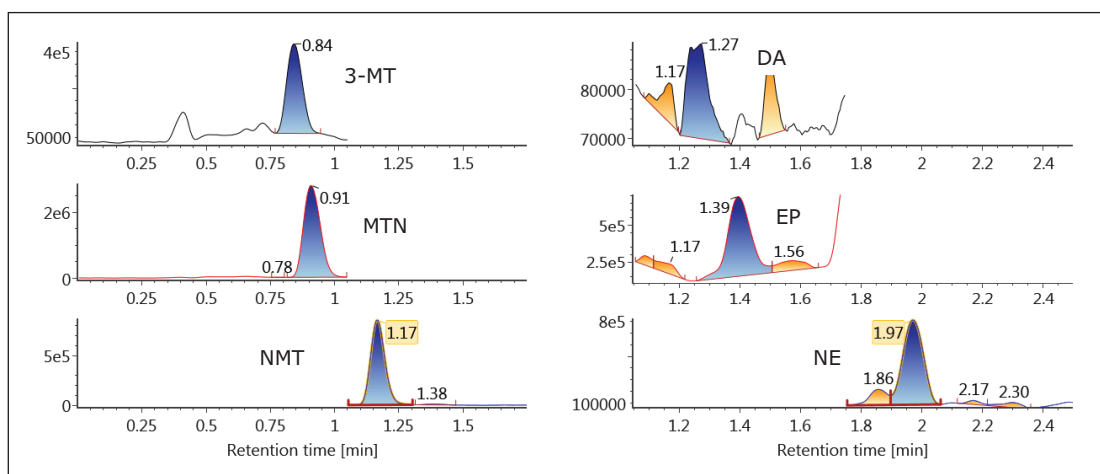 4e5
0.84
3-MT
50000
0.25 0.5 0.75 1 1.25 1.5
2e6
0.91
MTN
0.78
0
0.25 0.5 0.75 1 1.25 1.5
1.17
NMT
5e5
1.38
0
0.25 0.5 0.75 1 1.25 1.5
Retention time [min]
1.27
DA
1.17
80000
70000
1.2 1.4 1.6 1.8 2 2.2 2.4
1.39
EP
5e5
1.17
1.56
2.5e5
1.2 1.4 1.6 1.8 2 2.2 2.4
8e5
1.97
NE
1.86
2.17
2.30
100000
1.2 1.4 1.6 1.8 2 2.2 2.4
Retention time [min]